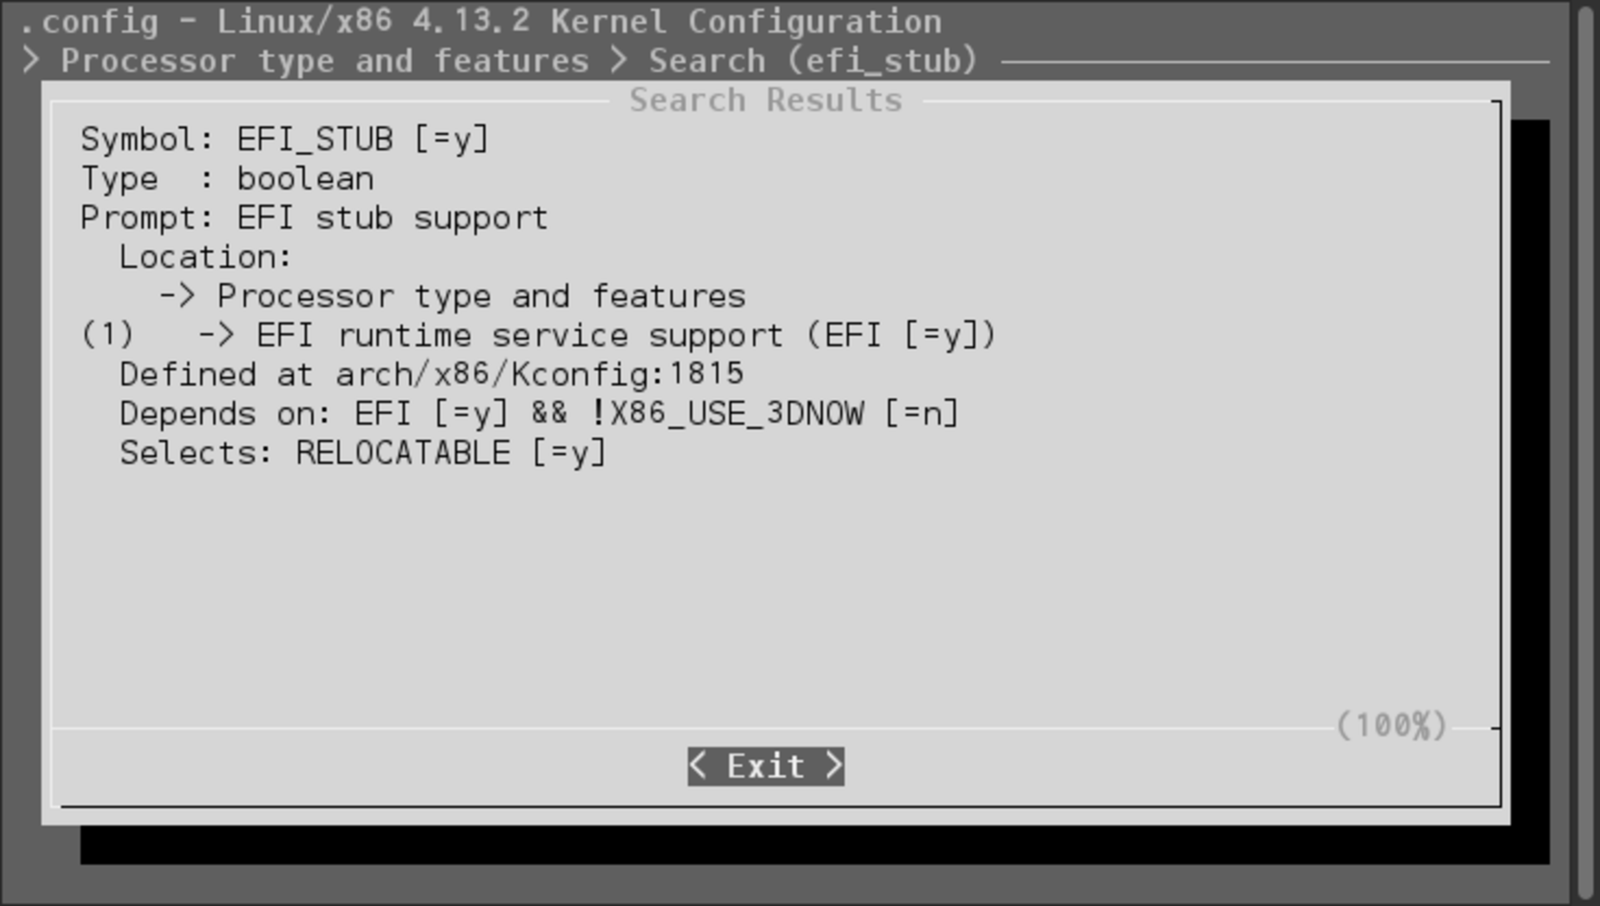 .config - Linux/x86 4.13.2 Kernel Configuration
> Processor type and features > Search (efi_stub)
Search Results
Symbol: EFI_STUB [=y]
Type  : boolean
Prompt: EFI stub support
  Location:
    -> Processor type and features
(1)   -> EFI runtime service support (EFI [=y])
  Defined at arch/x86/Kconfig:1815
  Depends on: EFI [=y] && !X86_USE_3DNOW [=n]
  Selects: RELOCATABLE [=y]
(100%)
< Exit >